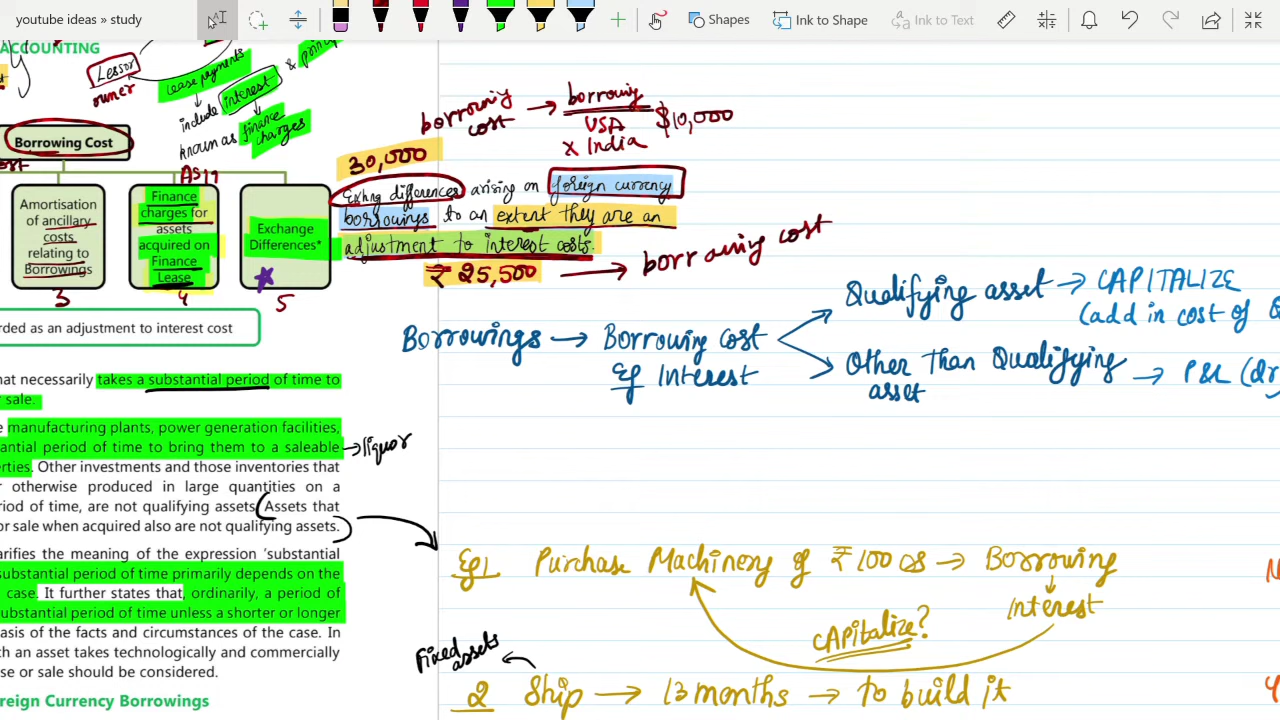 youtube ideas » study
Shapes
Ink to Shape
Ink to Text
ACCOUNTING
Lessor
owner
lease payments
&
include interest
known as finance
charges
Borrowing Cost
AS19
Amortisation
of ancillary
costs
relating to
Borrowings
3
Finance
charges for
assets
acquired on
Finance
Lease
4
Exchange
Differences*
5
rded as an adjustment to interest cost
hat necessarily takes a substantial period of time to
r sale.
e manufacturing plants, power generation facilities,
antial period of time to bring them to a saleable
erties. Other investments and those inventories that
r otherwise produced in large quantities on a
riod of time, are not qualifying assets. Assets that
or sale when acquired also are not qualifying assets.
liquor
arifies the meaning of the expression 'substantial
substantial period of time primarily depends on the
case. It further states that, ordinarily, a period of
substantial period of time unless a shorter or longer
asis of the facts and circumstances of the case. In
h an asset takes technologically and commercially
se or sale should be considered.
reign Currency Borrowings
borrowing cost → borrowing $10,000
USA
x India
30,000
Exhng differences arising on foreign currency
borrowings to an extent they are an
adjustment to interest costs.
₹ 25,500 → borrowing cost
Borrowings → Borrowing cost
Eg Interest
Qualifying asset → CAPITALIZE
(add in cost of
Other Than Qualifying
asset
→ P&L (dr
Eg1 Purchase Machinery of ₹100 → Borrowing
Interest
CAPitalize?
Fixed assets
2 Ship → 13 months → to build it